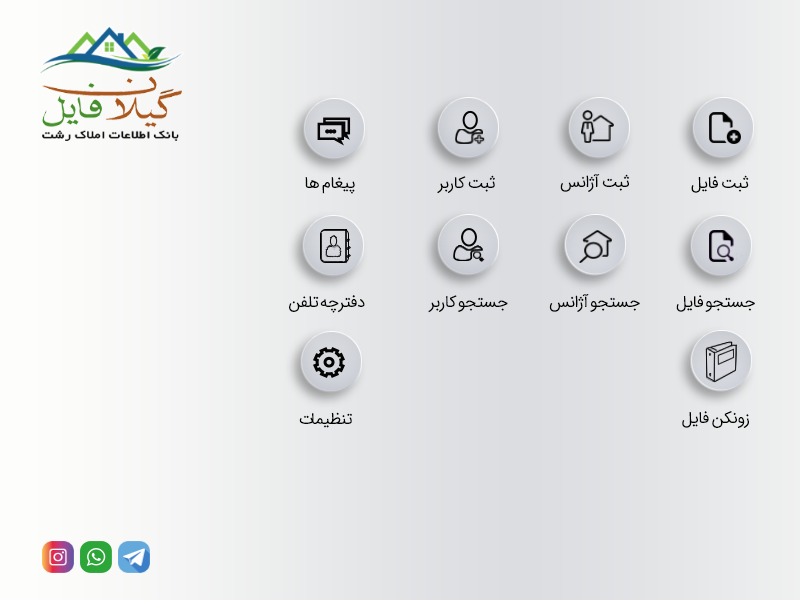 گیلان فایل
بانک اطلاعات املاک رشت
ثبت فایل
ثبت آژانس
ثبت کاربر
پیغام ها
جستجو فایل
جستجو آژانس
جستجو کاربر
دفترچه تلفن
زونکن فایل
تنظیمات